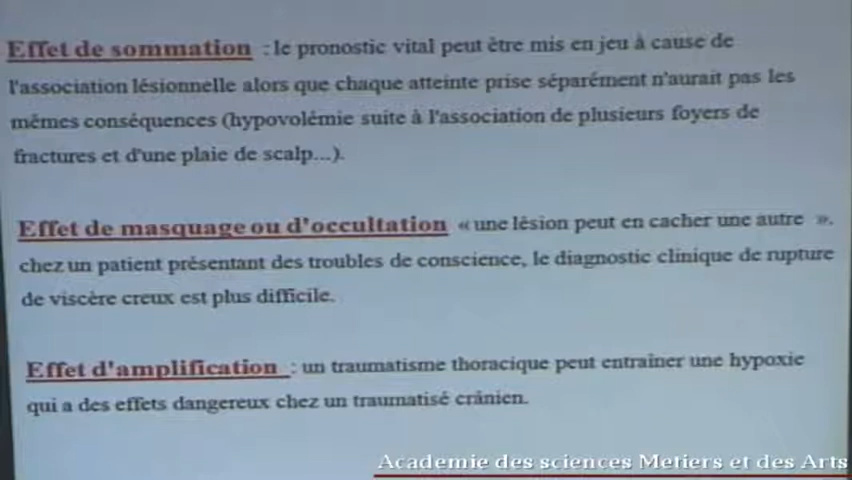 Effet de sommation : le pronostic vital peut être mis en jeu à cause de
l'association lésionnelle alors que chaque atteinte prise séparément n'aurait pas les
mêmes conséquences (hypovolémie suite à l'association de plusieurs foyers de
fractures et d'une plaie de scalp...).
Effet de masquage ou d'occultation « une lésion peut en cacher une autre ».
chez un patient présentant des troubles de conscience, le diagnostic clinique de rupture
de viscère creux est plus difficile.
Effet d'amplification : un traumatisme thoracique peut entraîner une hypoxie
qui a des effets dangereux chez un traumatisé crânien.
Academie des sciences Metiers et des Arts